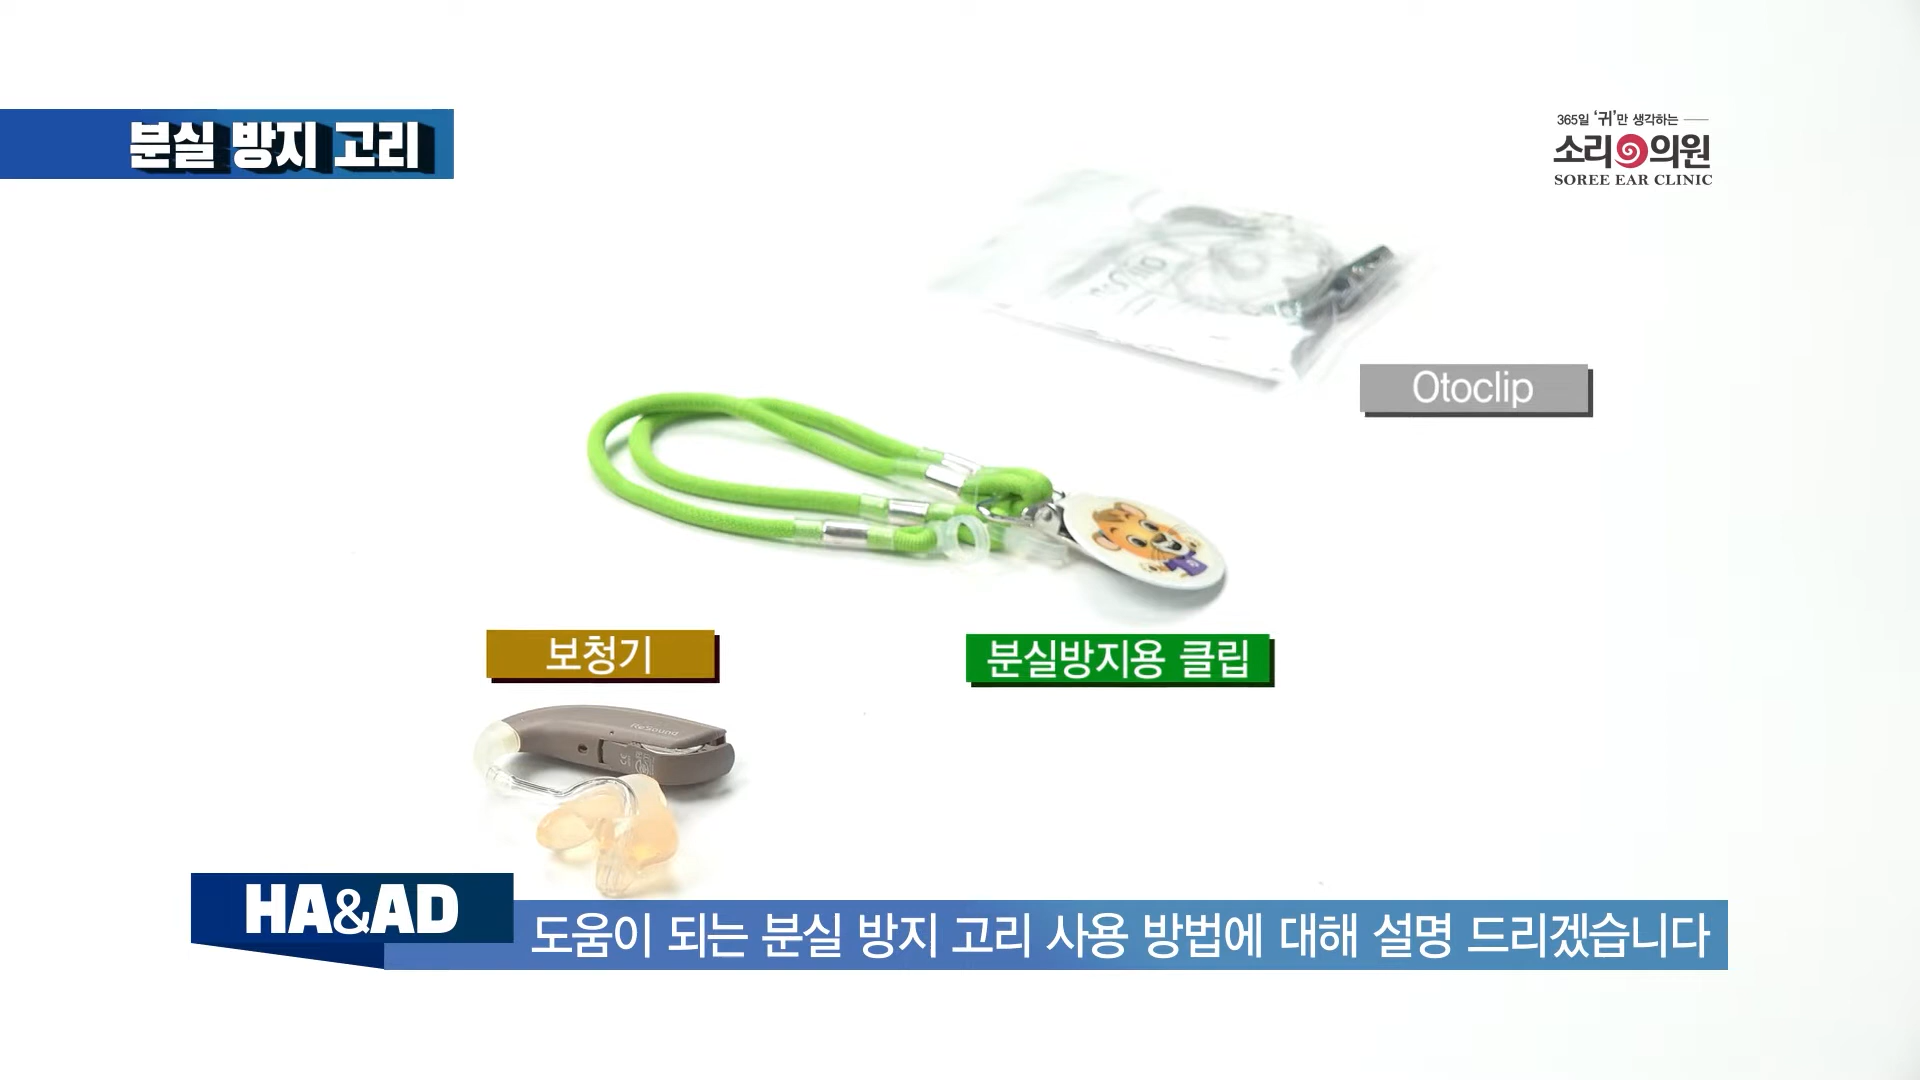 분실 방지 고리
365일 '귀'만 생각하는
소리의원
SOREE EAR CLINIC
Otoclip
보청기
분실방지용 클립
ReSound
HA&AD
도움이 되는 분실 방지 고리 사용 방법에 대해 설명 드리겠습니다